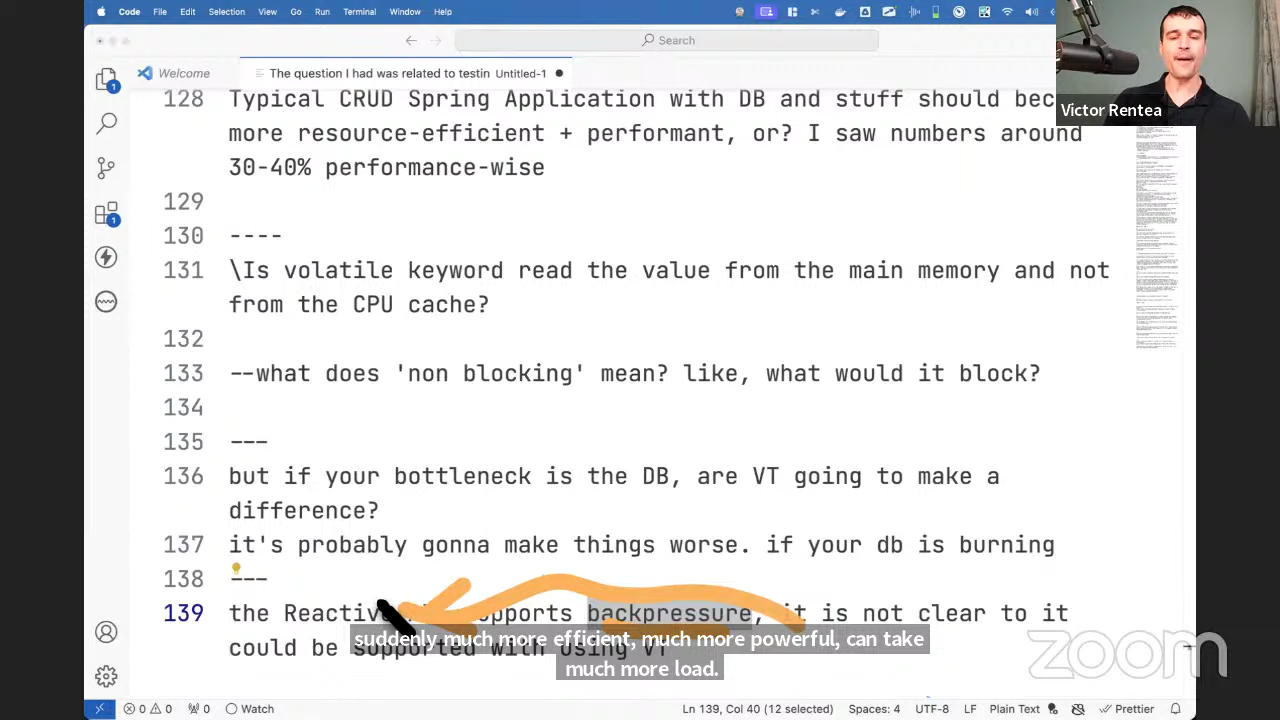 Code File Edit Selection View Go Run Terminal Window Help
Search
Victor Rentea
Welcome
The question I had was related to testin Untitled-1
128 Typical CRUD Spring Application with DB and stuff should bec
more resource-efficient + performant, or? I saw numbers around
30-40% performance-wise
129
130 ----
131 \Is volatile keyword read the value from the main memory and not
from the CPU cache?
132
133 --what does 'non blocking' mean? like, what would it block?
134
135 ---
136 but if your bottleneck is the DB, are VT going to make a
difference?
137 it's probably gonna make things worse. if your db is burning
138 ---
139 the Reactive supports backpressure, it is not clear to it
could be supported with using VT
suddenly much more efficient, much more powerful, can take
much more load.
zoom
0 0 0 Watch
Ln 139, Col 40 (12 selected) Spaces: 4 UTF-8 LF Plain Text Prettier